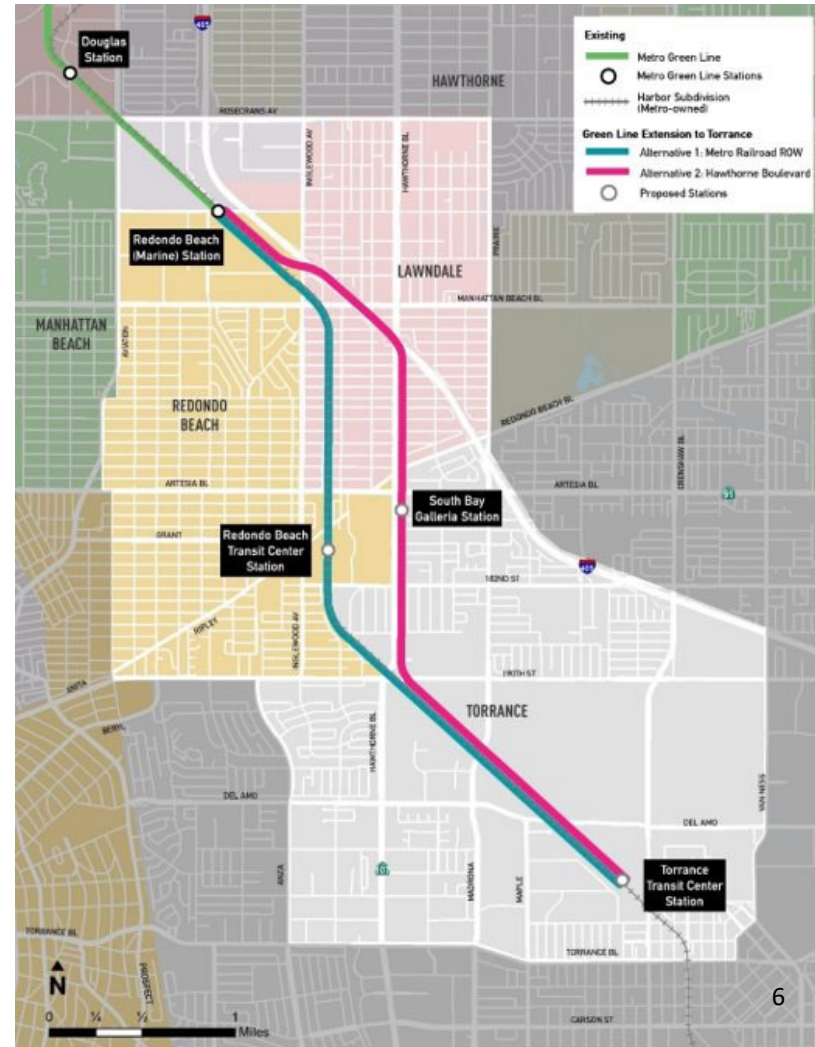 Douglas
Station
405
HAWTHORNE
ROSECRANS AV
Existing
Metro Green Line
Metro Green Line Stations
Harbor Subdivision
(Metro-owned)
Green Line Extension to Torrance
Alternative 1: Metro Railroad ROW
Alternative 2: Hawthorne Boulevard
Proposed Stations
INGLEWOOD AV
HAWTHORNE BL
PRAIRIE
Redondo Beach
(Marine) Station
LAWNDALE
MANHATTAN BEACH BL
MANHATTAN
BEACH
AVIATION
REDONDO
BEACH
REDONDO BEACH BL
CRENSHAW BL
ARTESIA BL
ARTESIA BL
91
South Bay
Galleria Station
GRANT
Redondo Beach
Transit Center
Station
405
182ND ST
RIPLEY
INGLEWOOD AV
190TH ST
ANITA
BERYL
TORRANCE
HAWTHORNE BL
DEL AMO
VAN NESS
DEL AMO
107
ANZA
MADRONA
MAPLE
Torrance
Transit Center
Station
TORRANCE BL
TORRANCE BL
PROSPECT
N
6
0 ¼ ½ 1
Miles
CARSON ST